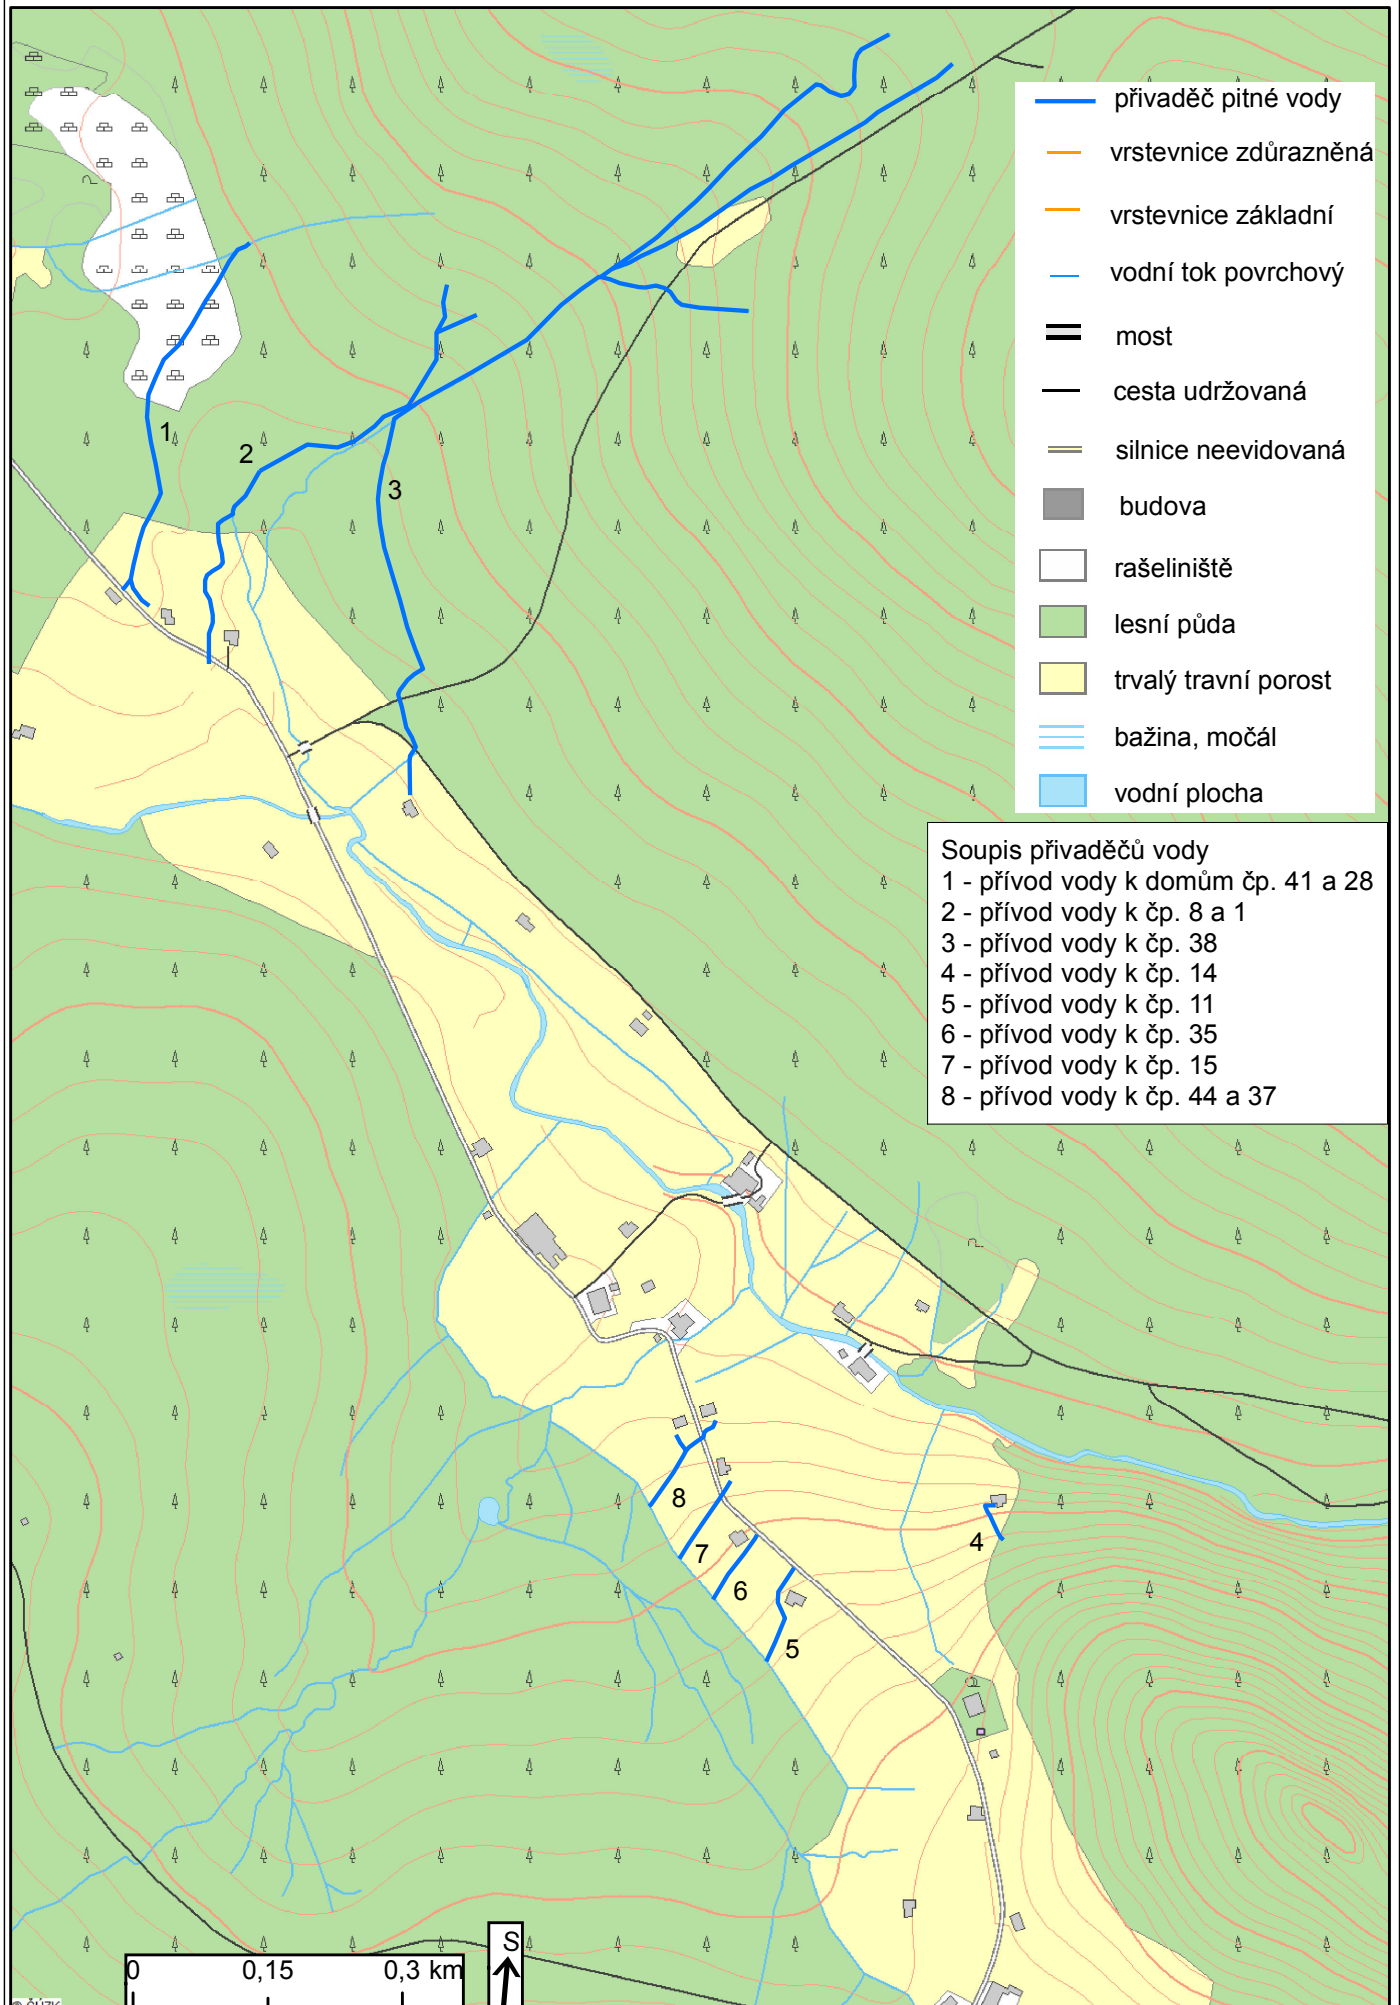 přivaděč pitné vody
vrstevnice zdůrazněná
vrstevnice základní
vodní tok povrchový
most
cesta udržovaná
silnice neevidovaná
budova
rašeliniště
lesní půda
trvalý travní porost
bažina, močál
vodní plocha
Soupis přivaděčů vody
1 - přívod vody k domům čp. 41 a 28
2 - přívod vody k čp. 8 a 1
3 - přívod vody k čp. 38
4 - přívod vody k čp. 14
5 - přívod vody k čp. 11
6 - přívod vody k čp. 35
7 - přívod vody k čp. 15
8 - přívod vody k čp. 44 a 37
1
2
3
8
7
4
6
5
S
0 0,15 0,3 km